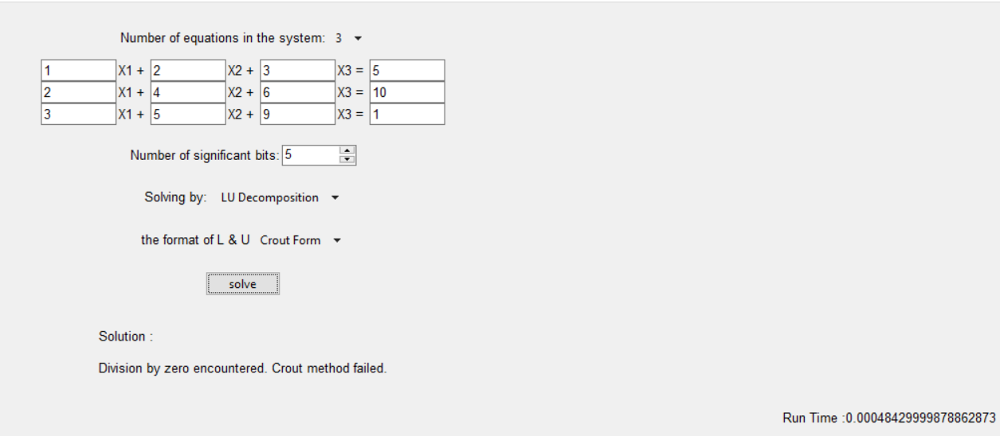 Number of equations in the system: 3
1 X1 + 2 X2 + 3 X3 = 5
2 X1 + 4 X2 + 6 X3 = 10
3 X1 + 5 X2 + 9 X3 = 1
Number of significant bits: 5
Solving by: LU Decomposition
the format of L & U Crout Form
solve
Solution :
Division by zero encountered. Crout method failed.
Run Time :0.00048429999878862873